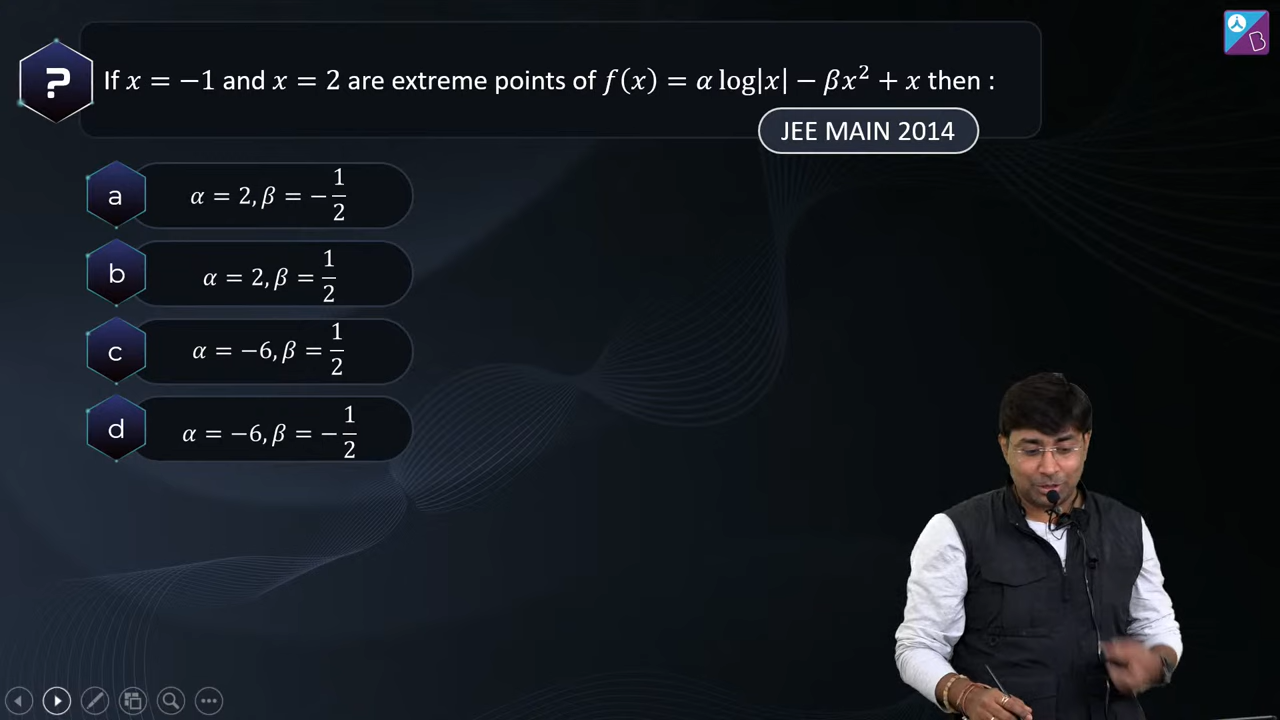 ?
If x = −1 and x = 2 are extreme points of f(x) = α log|x| − βx² + x then :
JEE MAIN 2014
a
α = 2, β = −1/2
b
α = 2, β = 1/2
c
α = −6, β = 1/2
d
α = −6, β = −1/2
B